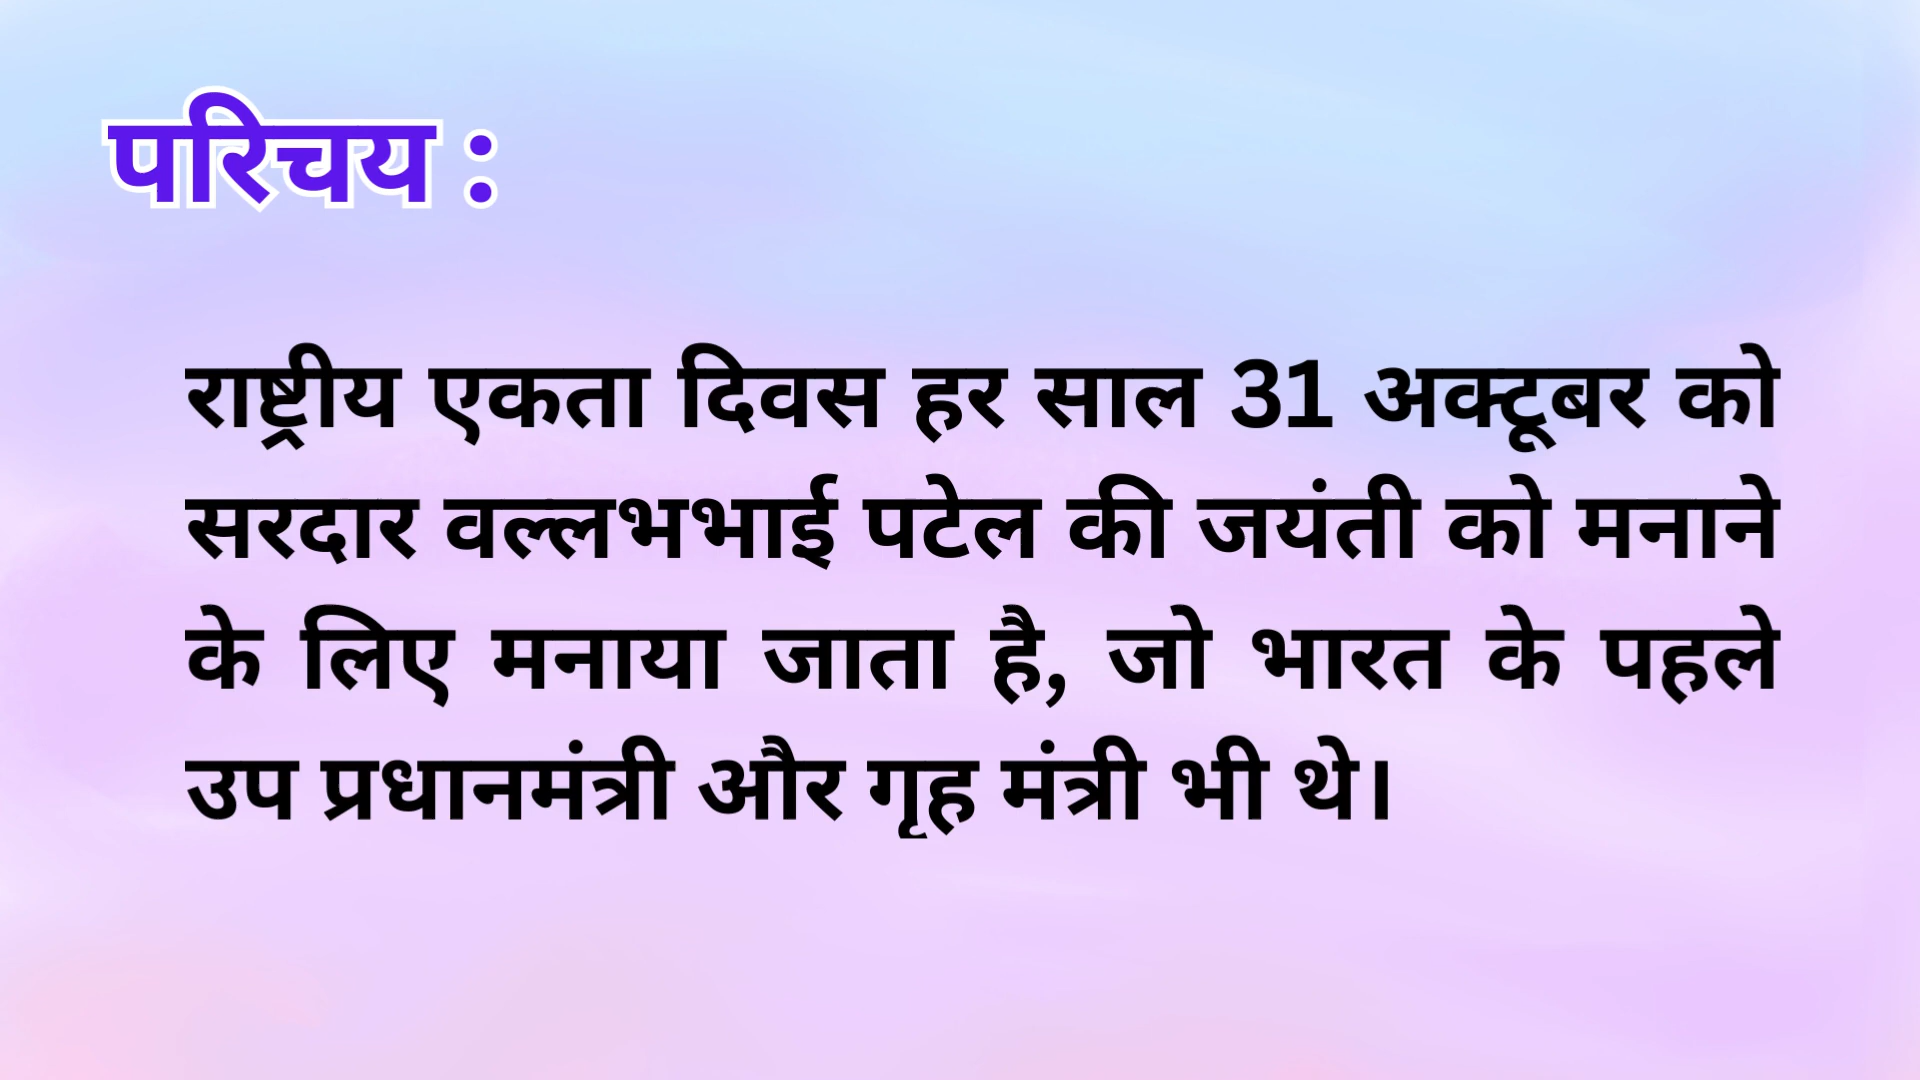 परिचय :
राष्ट्रीय एकता दिवस हर साल 31 अक्टूबर को
सरदार वल्लभभाई पटेल की जयंती को मनाने
के लिए मनाया जाता है, जो भारत के पहले
उप प्रधानमंत्री और गृह मंत्री भी थे।